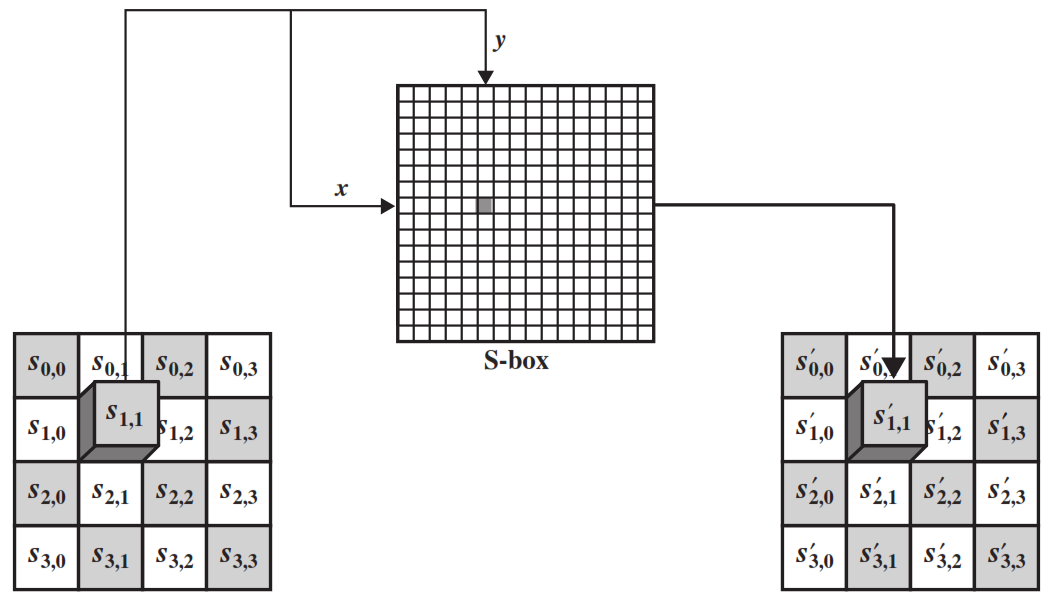 y
x
S-box
s0,0 s0,1 s0,2 s0,3
s1,0 s1,1 s1,2 s1,3
s2,0 s2,1 s2,2 s2,3
s3,0 s3,1 s3,2 s3,3
s′0,0 s′0, s′0,2 s′0,3
s′1,0 s′1,1 s′1,2 s′1,3
s′2,0 s′2,1 s′2,2 s′2,3
s′3,0 s′3,1 s′3,2 s′3,3